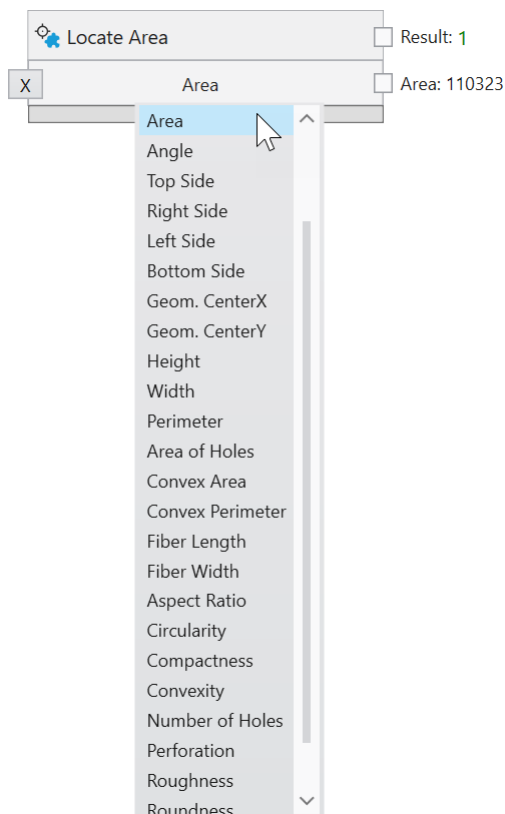 Locate Area
Result: 1
X
Area
Area: 110323
Area
Angle
Top Side
Right Side
Left Side
Bottom Side
Geom. CenterX
Geom. CenterY
Height
Width
Perimeter
Area of Holes
Convex Area
Convex Perimeter
Fiber Length
Fiber Width
Aspect Ratio
Circularity
Compactness
Convexity
Number of Holes
Perforation
Roughness
Roundness